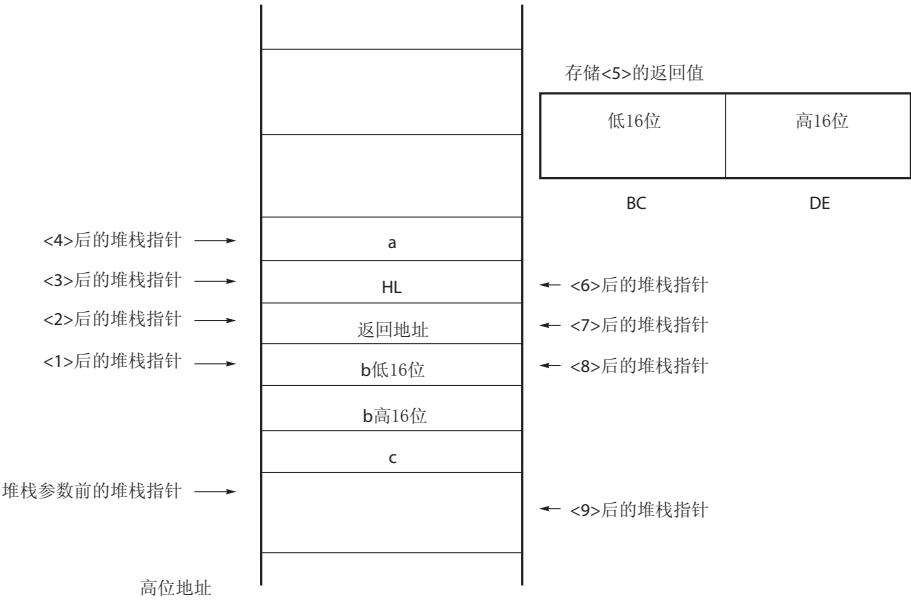 存储<5>的返回值
低16位
高16位
BC
DE
<4>后的堆栈指针
a
<3>后的堆栈指针
HL
<6>后的堆栈指针
<2>后的堆栈指针
返回地址
<7>后的堆栈指针
<1>后的堆栈指针
b低16位
<8>后的堆栈指针
b高16位
c
堆栈参数前的堆栈指针
<9>后的堆栈指针
高位地址